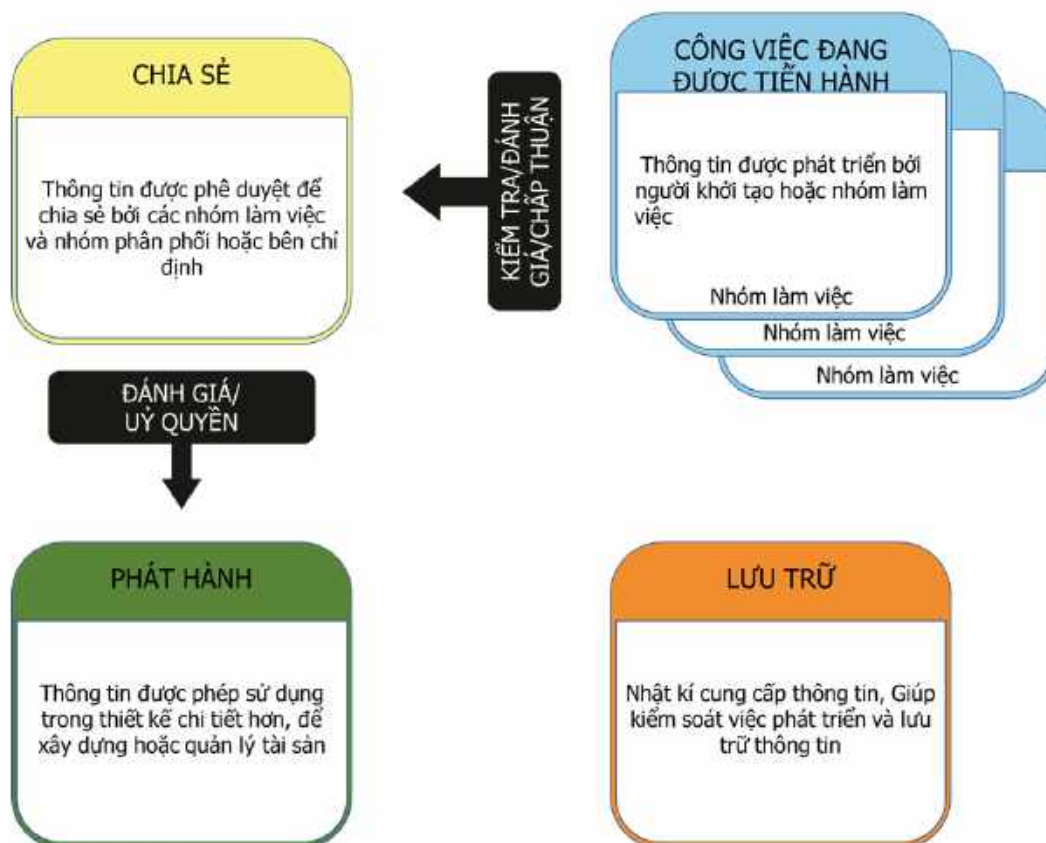 CHIA SẺ
Thông tin được phê duyệt để
chia sẻ bởi các nhóm làm việc
và nhóm phân phối hoặc bên chỉ
định
KIỂM TRA/ĐÁNH
GIÁ/CHẤP THUẬN
CÔNG VIỆC ĐANG
ĐƯỢC TIẾN HÀNH
Thông tin được phát triển bởi
người khởi tạo hoặc nhóm làm
việc
Nhóm làm việc
Nhóm làm việc
Nhóm làm việc
ĐÁNH GIÁ/
UỶ QUYỀN
PHÁT HÀNH
Thông tin được phép sử dụng
trong thiết kế chi tiết hơn, để
xây dựng hoặc quản lý tài sản
LƯU TRỮ
Nhật kí cung cấp thông tin, Giúp
kiểm soát việc phát triển và lưu
trữ thông tin